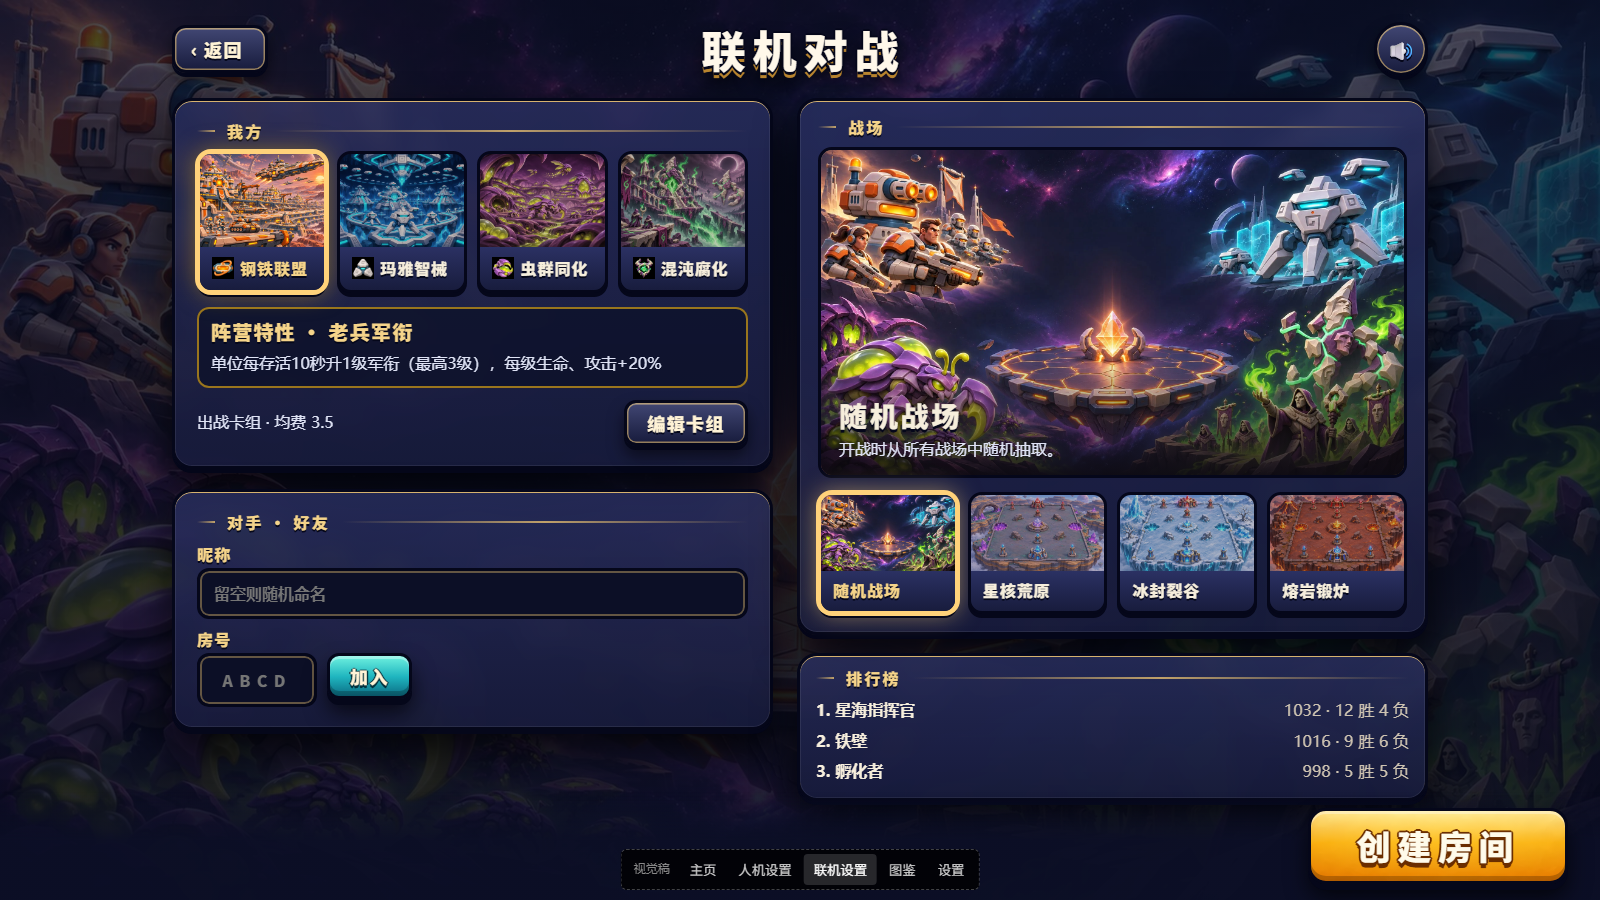 ‹ 返回
联机对战
我方
钢铁联盟
玛雅智械
虫群同化
混沌腐化
阵营特性 · 老兵军衔
单位每存活10秒升1级军衔（最高3级），每级生命、攻击+20%
出战卡组 · 均费 3.5
编辑卡组
对手 · 好友
昵称
留空则随机命名
房号
ABCD
加入
战场
随机战场
开战时从所有战场中随机抽取。
随机战场
星核荒原
冰封裂谷
熔岩锻炉
排行榜
1. 星海指挥官 1032 · 12 胜 4 负
2. 铁壁 1016 · 9 胜 6 负
3. 孵化者 998 · 5 胜 5 负
创建房间
视觉稿 主页 人机设置 联机设置 图鉴 设置